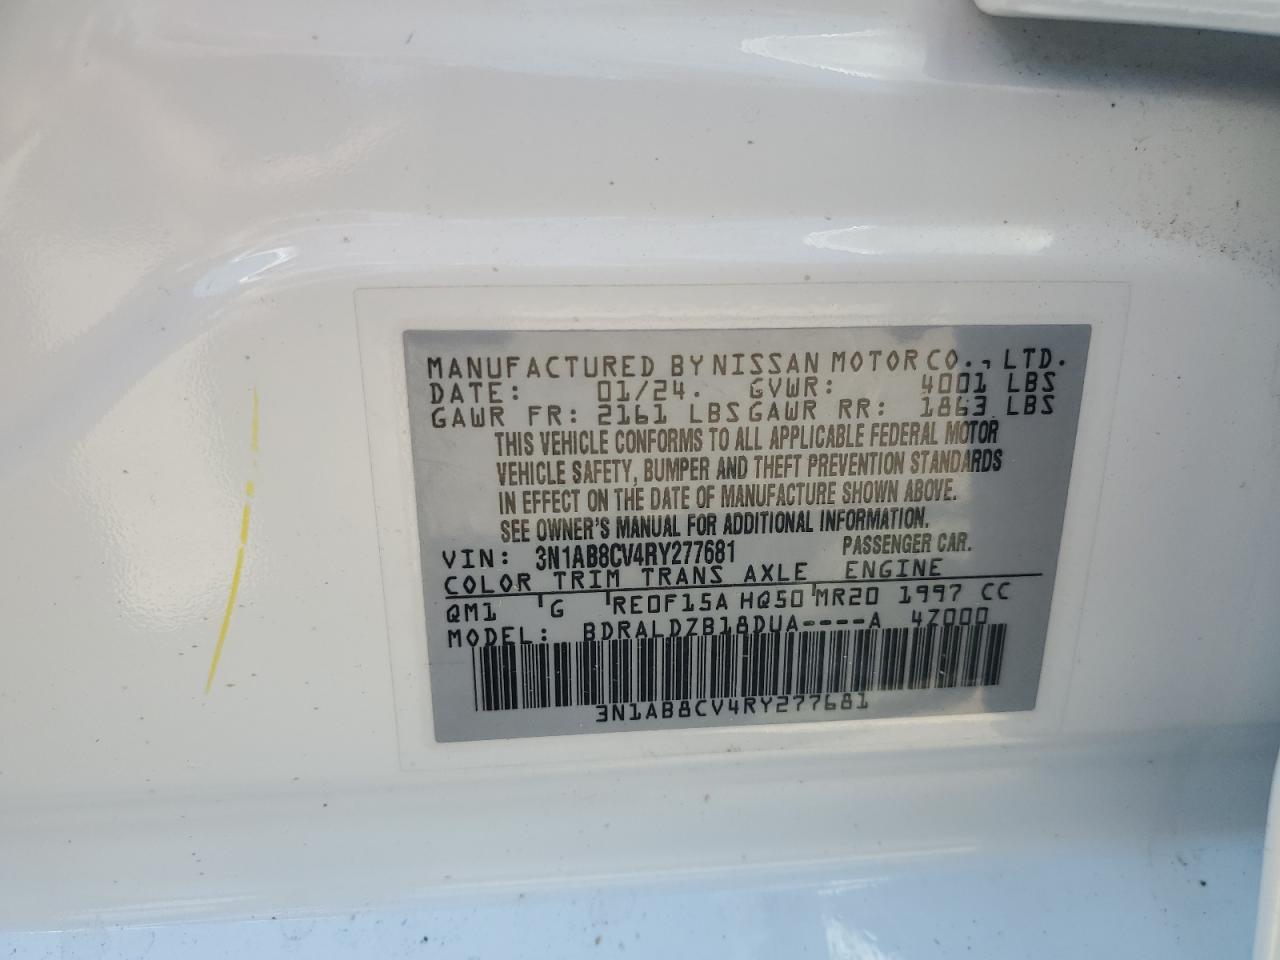 MANUFACTURED BY NISSAN MOTOR CO., LTD.
DATE: 01/24. GVWR: 4001 LBS
GAWR FR: 2161 LBS GAWR RR: 1863 LBS
THIS VEHICLE CONFORMS TO ALL APPLICABLE FEDERAL MOTOR
VEHICLE SAFETY, BUMPER AND THEFT PREVENTION STANDARDS
IN EFFECT ON THE DATE OF MANUFACTURE SHOWN ABOVE.
SEE OWNER'S MANUAL FOR ADDITIONAL INFORMATION.
VIN: 3N1AB8CV4RY277681 PASSENGER CAR.
COLOR TRIM TRANS AXLE ENGINE
QM1 G RE0F15A HQ50 MR20 1997 CC
MODEL: BDRALDZB18DUA----A 4Z000
3N1AB8CV4RY277681